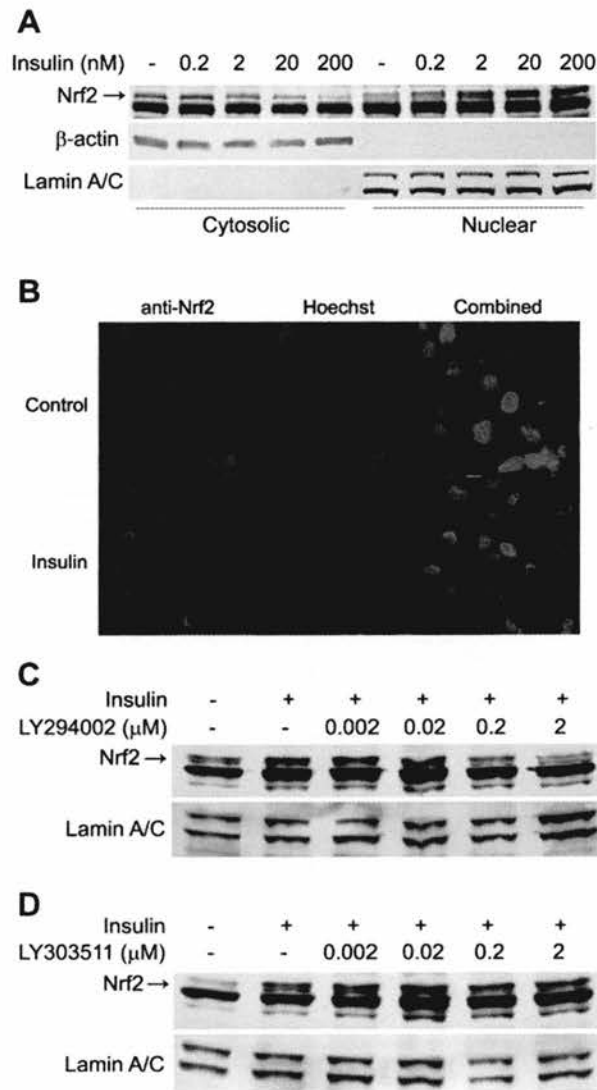 A
Insulin (nM) - 0.2 2 20 200 - 0.2 2 20 200
Nrf2 →
β-actin
Lamin A/C
Cytosolic Nuclear
B
anti-Nrf2 Hoechst Combined
Control
Insulin
C
Insulin - + + + + +
LY294002 (μM) - - 0.002 0.02 0.2 2
Nrf2 →
Lamin A/C
D
Insulin - + + + + +
LY303511 (μM) - - 0.002 0.02 0.2 2
Nrf2 →
Lamin A/C